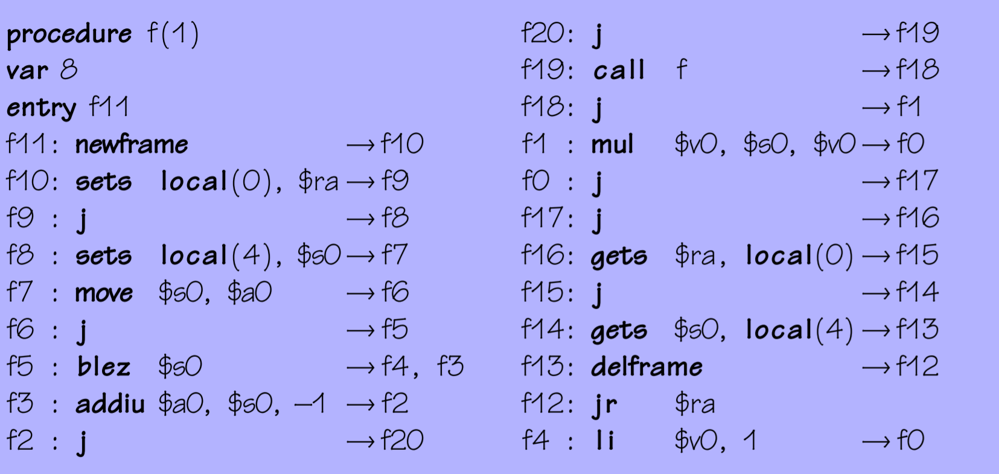 procedure f(1)
var 8
entry f11
f11: newframe → f10
f10: sets local(0), $ra → f9
f9 : j → f8
f8 : sets local(4), $s0 → f7
f7 : move $s0, $a0 → f6
f6 : j → f5
f5 : blez $s0 → f4, f3
f3 : addiu $a0, $s0, −1 → f2
f2 : j → f20
f20: j → f19
f19: call f → f18
f18: j → f1
f1 : mul $v0, $s0, $v0 → f0
f0 : j → f17
f17: j → f16
f16: gets $ra, local(0) → f15
f15: j → f14
f14: gets $s0, local(4) → f13
f13: delframe → f12
f12: jr $ra
f4 : li $v0, 1 → f0